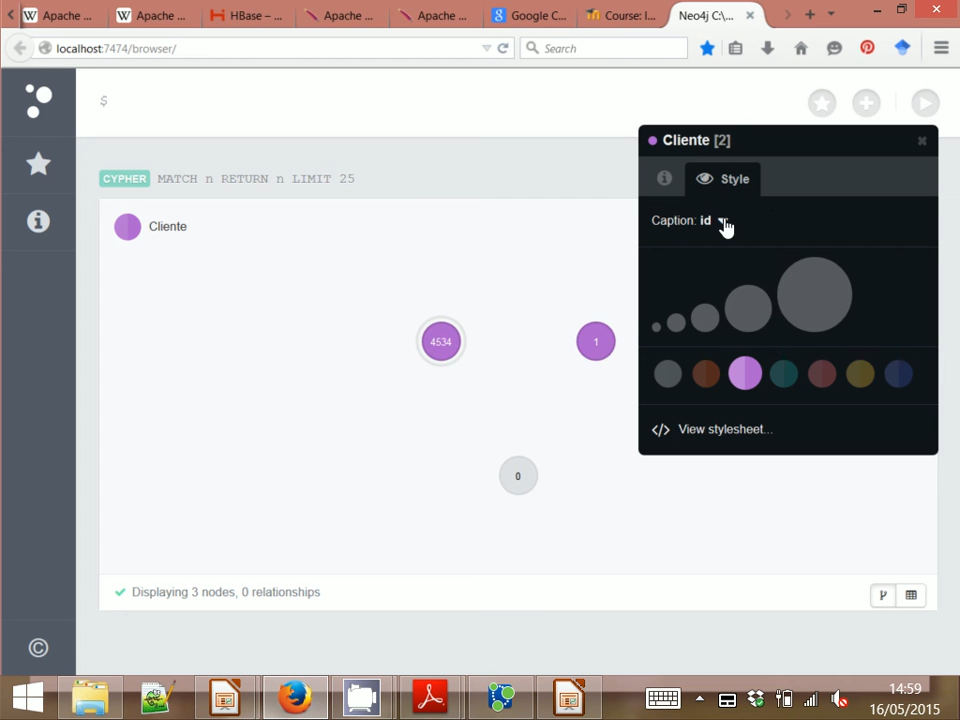 Apache ...
Apache ...
HBase – ...
Apache ...
Apache ...
Google C...
Course: I...
Neo4j C:\...
localhost:7474/browser/
Search
$
Cliente [2]
Style
CYPHER MATCH n RETURN n LIMIT 25
Caption: id
Cliente
4534
1
0
View stylesheet...
Displaying 3 nodes, 0 relationships
14:59
16/05/2015